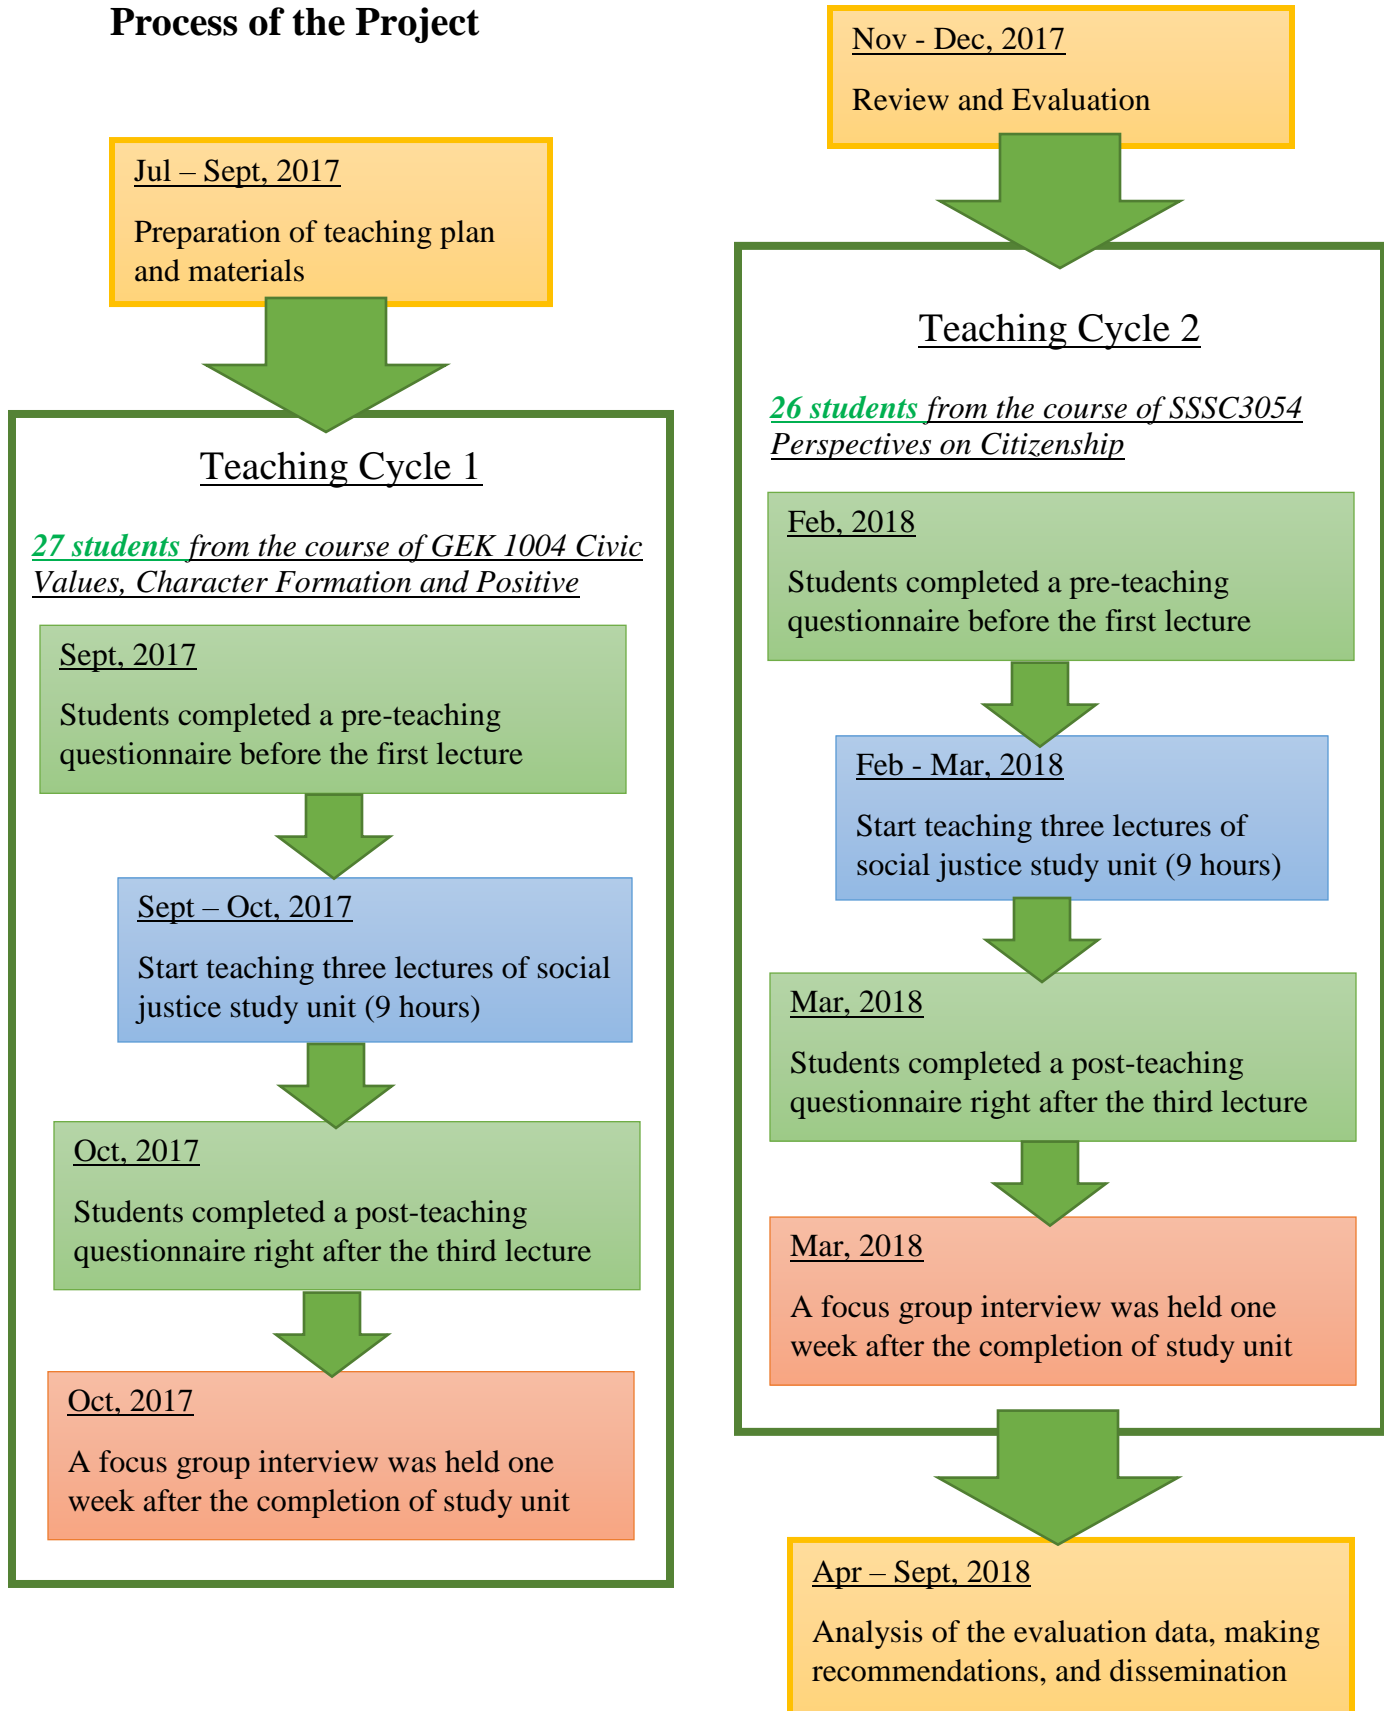 Process of the Project
Jul – Sept, 2017
Preparation of teaching plan
and materials
Teaching Cycle 1
27 students from the course of GEK 1004 Civic
Values, Character Formation and Positive
Sept, 2017
Students completed a pre-teaching
questionnaire before the first lecture
Sept – Oct, 2017
Start teaching three lectures of social
justice study unit (9 hours)
Oct, 2017
Students completed a post-teaching
questionnaire right after the third lecture
Oct, 2017
A focus group interview was held one
week after the completion of study unit
Nov - Dec, 2017
Review and Evaluation
Teaching Cycle 2
26 students from the course of SSSC3054
Perspectives on Citizenship
Feb, 2018
Students completed a pre-teaching
questionnaire before the first lecture
Feb - Mar, 2018
Start teaching three lectures of
social justice study unit (9 hours)
Mar, 2018
Students completed a post-teaching
questionnaire right after the third lecture
Mar, 2018
A focus group interview was held one
week after the completion of study unit
Apr – Sept, 2018
Analysis of the evaluation data, making
recommendations, and dissemination